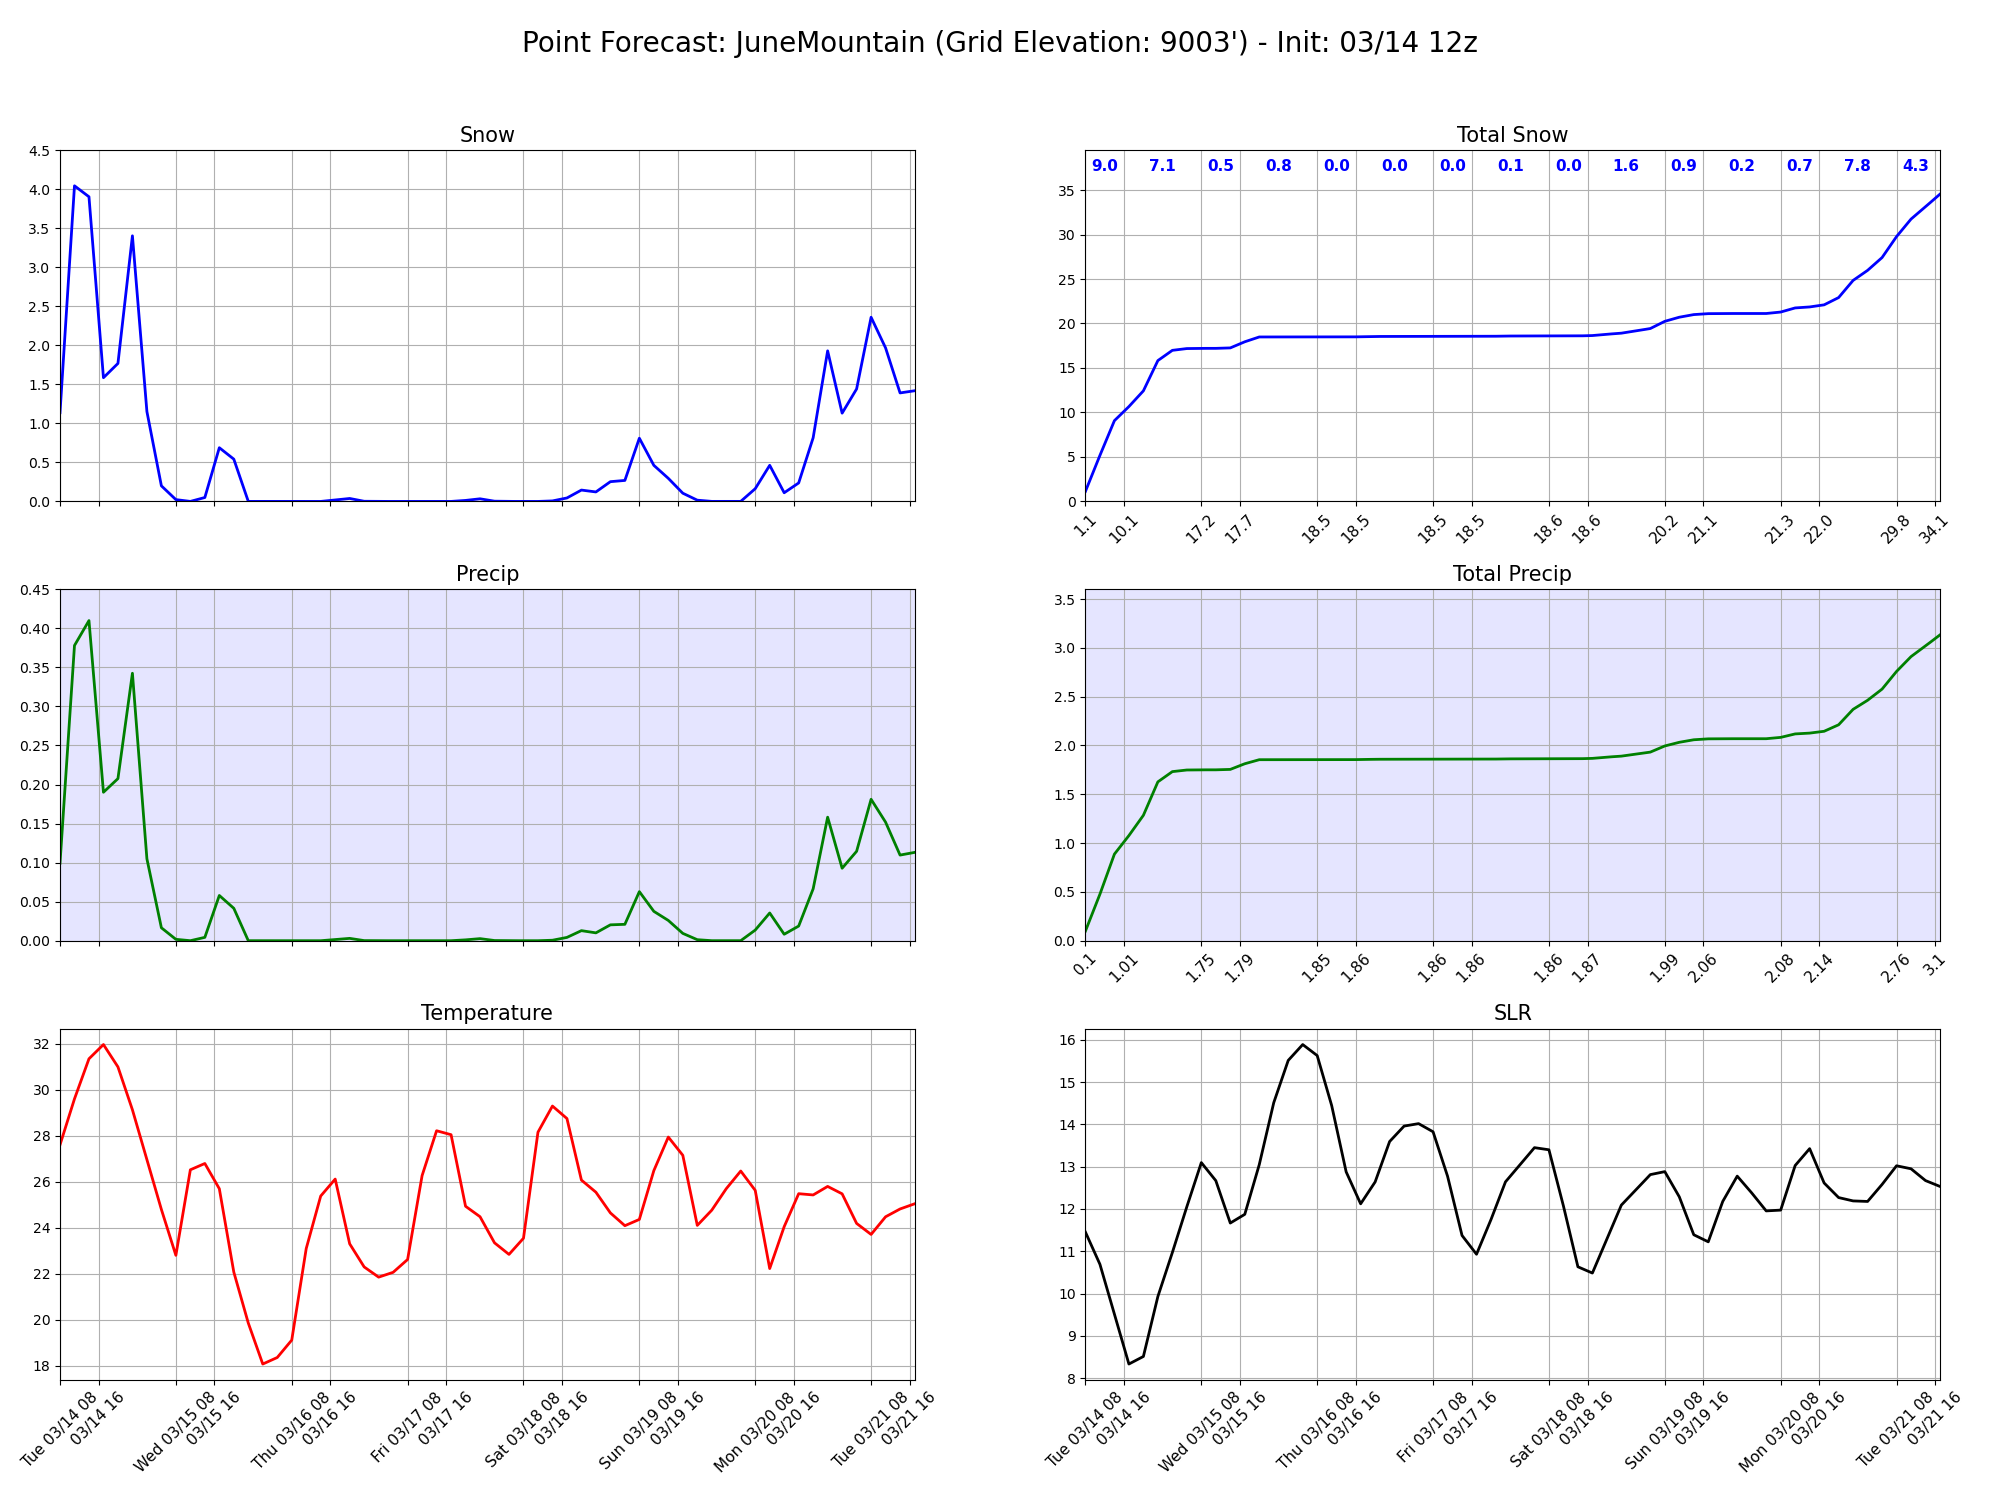 Point Forecast: JuneMountain (Grid Elevation: 9003') - Init: 03/14 12z
Snow
4.5
4.0
3.5
3.0
2.5
2.0
1.5
1.0
0.5
0.0
Total Snow
9.0 7.1 0.5 0.8 0.0 0.0 0.0 0.1 0.0 1.6 0.9 0.2 0.7 7.8 4.3
35
30
25
20
15
10
5
0
1.1 10.1 17.2 17.7 18.5 18.5 18.5 18.5 18.6 18.6 20.2 21.1 21.3 22.0 29.8 34.1
Precip
0.45
0.40
0.35
0.30
0.25
0.20
0.15
0.10
0.05
0.00
Total Precip
3.5
3.0
2.5
2.0
1.5
1.0
0.5
0.0
0.1 1.01 1.75 1.79 1.85 1.86 1.86 1.86 1.86 1.87 1.99 2.06 2.08 2.14 2.76 3.1
Temperature
32
30
28
26
24
22
20
18
Tue 03/14 08
03/14 16
Wed 03/15 08
03/15 16
Thu 03/16 08
03/16 16
Fri 03/17 08
03/17 16
Sat 03/18 08
03/18 16
Sun 03/19 08
03/19 16
Mon 03/20 08
03/20 16
Tue 03/21 08
03/21 16
SLR
16
15
14
13
12
11
10
9
8
Tue 03/14 08
03/14 16
Wed 03/15 08
03/15 16
Thu 03/16 08
03/16 16
Fri 03/17 08
03/17 16
Sat 03/18 08
03/18 16
Sun 03/19 08
03/19 16
Mon 03/20 08
03/20 16
Tue 03/21 08
03/21 16